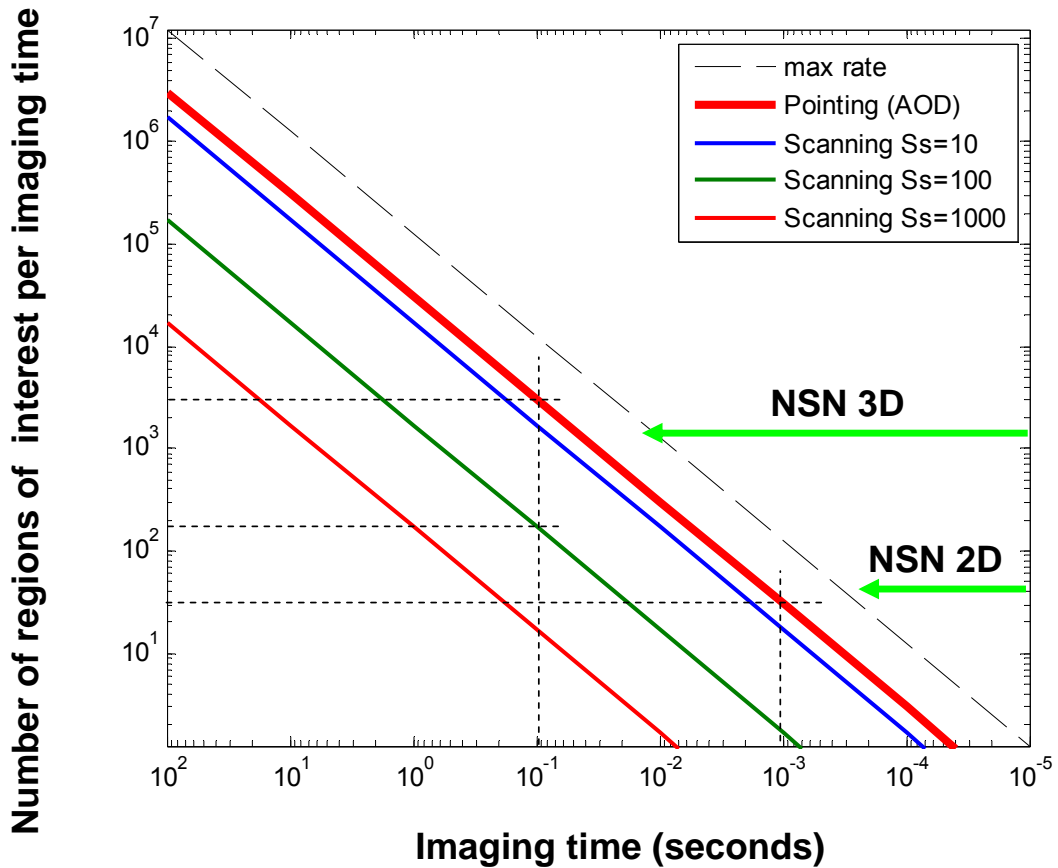 Number of regions of interest per imaging time
10^7
10^6
10^5
10^4
10^3
10^2
10^1
max rate
Pointing (AOD)
Scanning Ss=10
Scanning Ss=100
Scanning Ss=1000
NSN 3D
NSN 2D
10^2 10^1 10^0 10^-1 10^-2 10^-3 10^-4 10^-5
Imaging time (seconds)